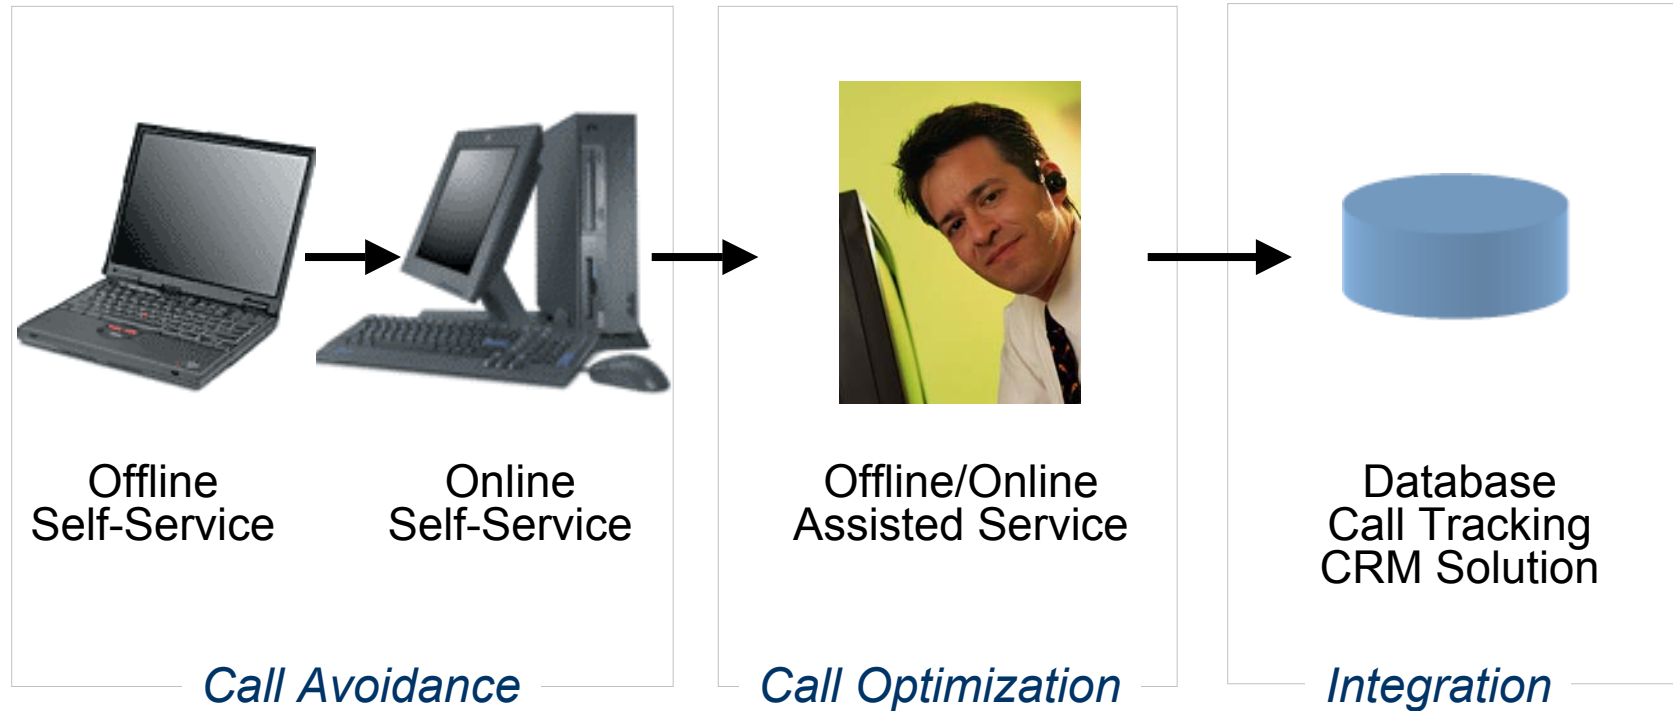 Offline
Self-Service
Online
Self-Service
Offline/Online
Assisted Service
Database
Call Tracking
CRM Solution
Call Avoidance
Call Optimization
Integration